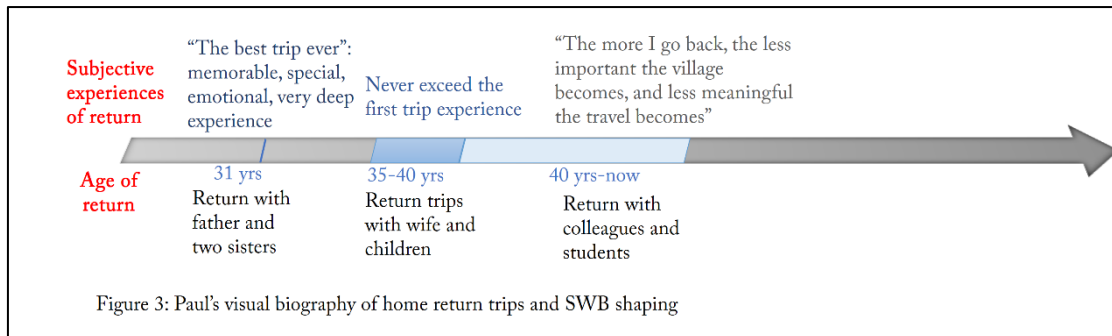 Subjective
experiences
of return
“The best trip ever”:
memorable, special,
emotional, very deep
experience
Never exceed the
first trip experience
“The more I go back, the less
important the village
becomes, and less meaningful
the travel becomes”
Age of
return
31 yrs
Return with
father and
two sisters
35-40 yrs
Return trips
with wife and
children
40 yrs-now
Return with
colleagues and
students
Figure 3: Paul’s visual biography of home return trips and SWB shaping